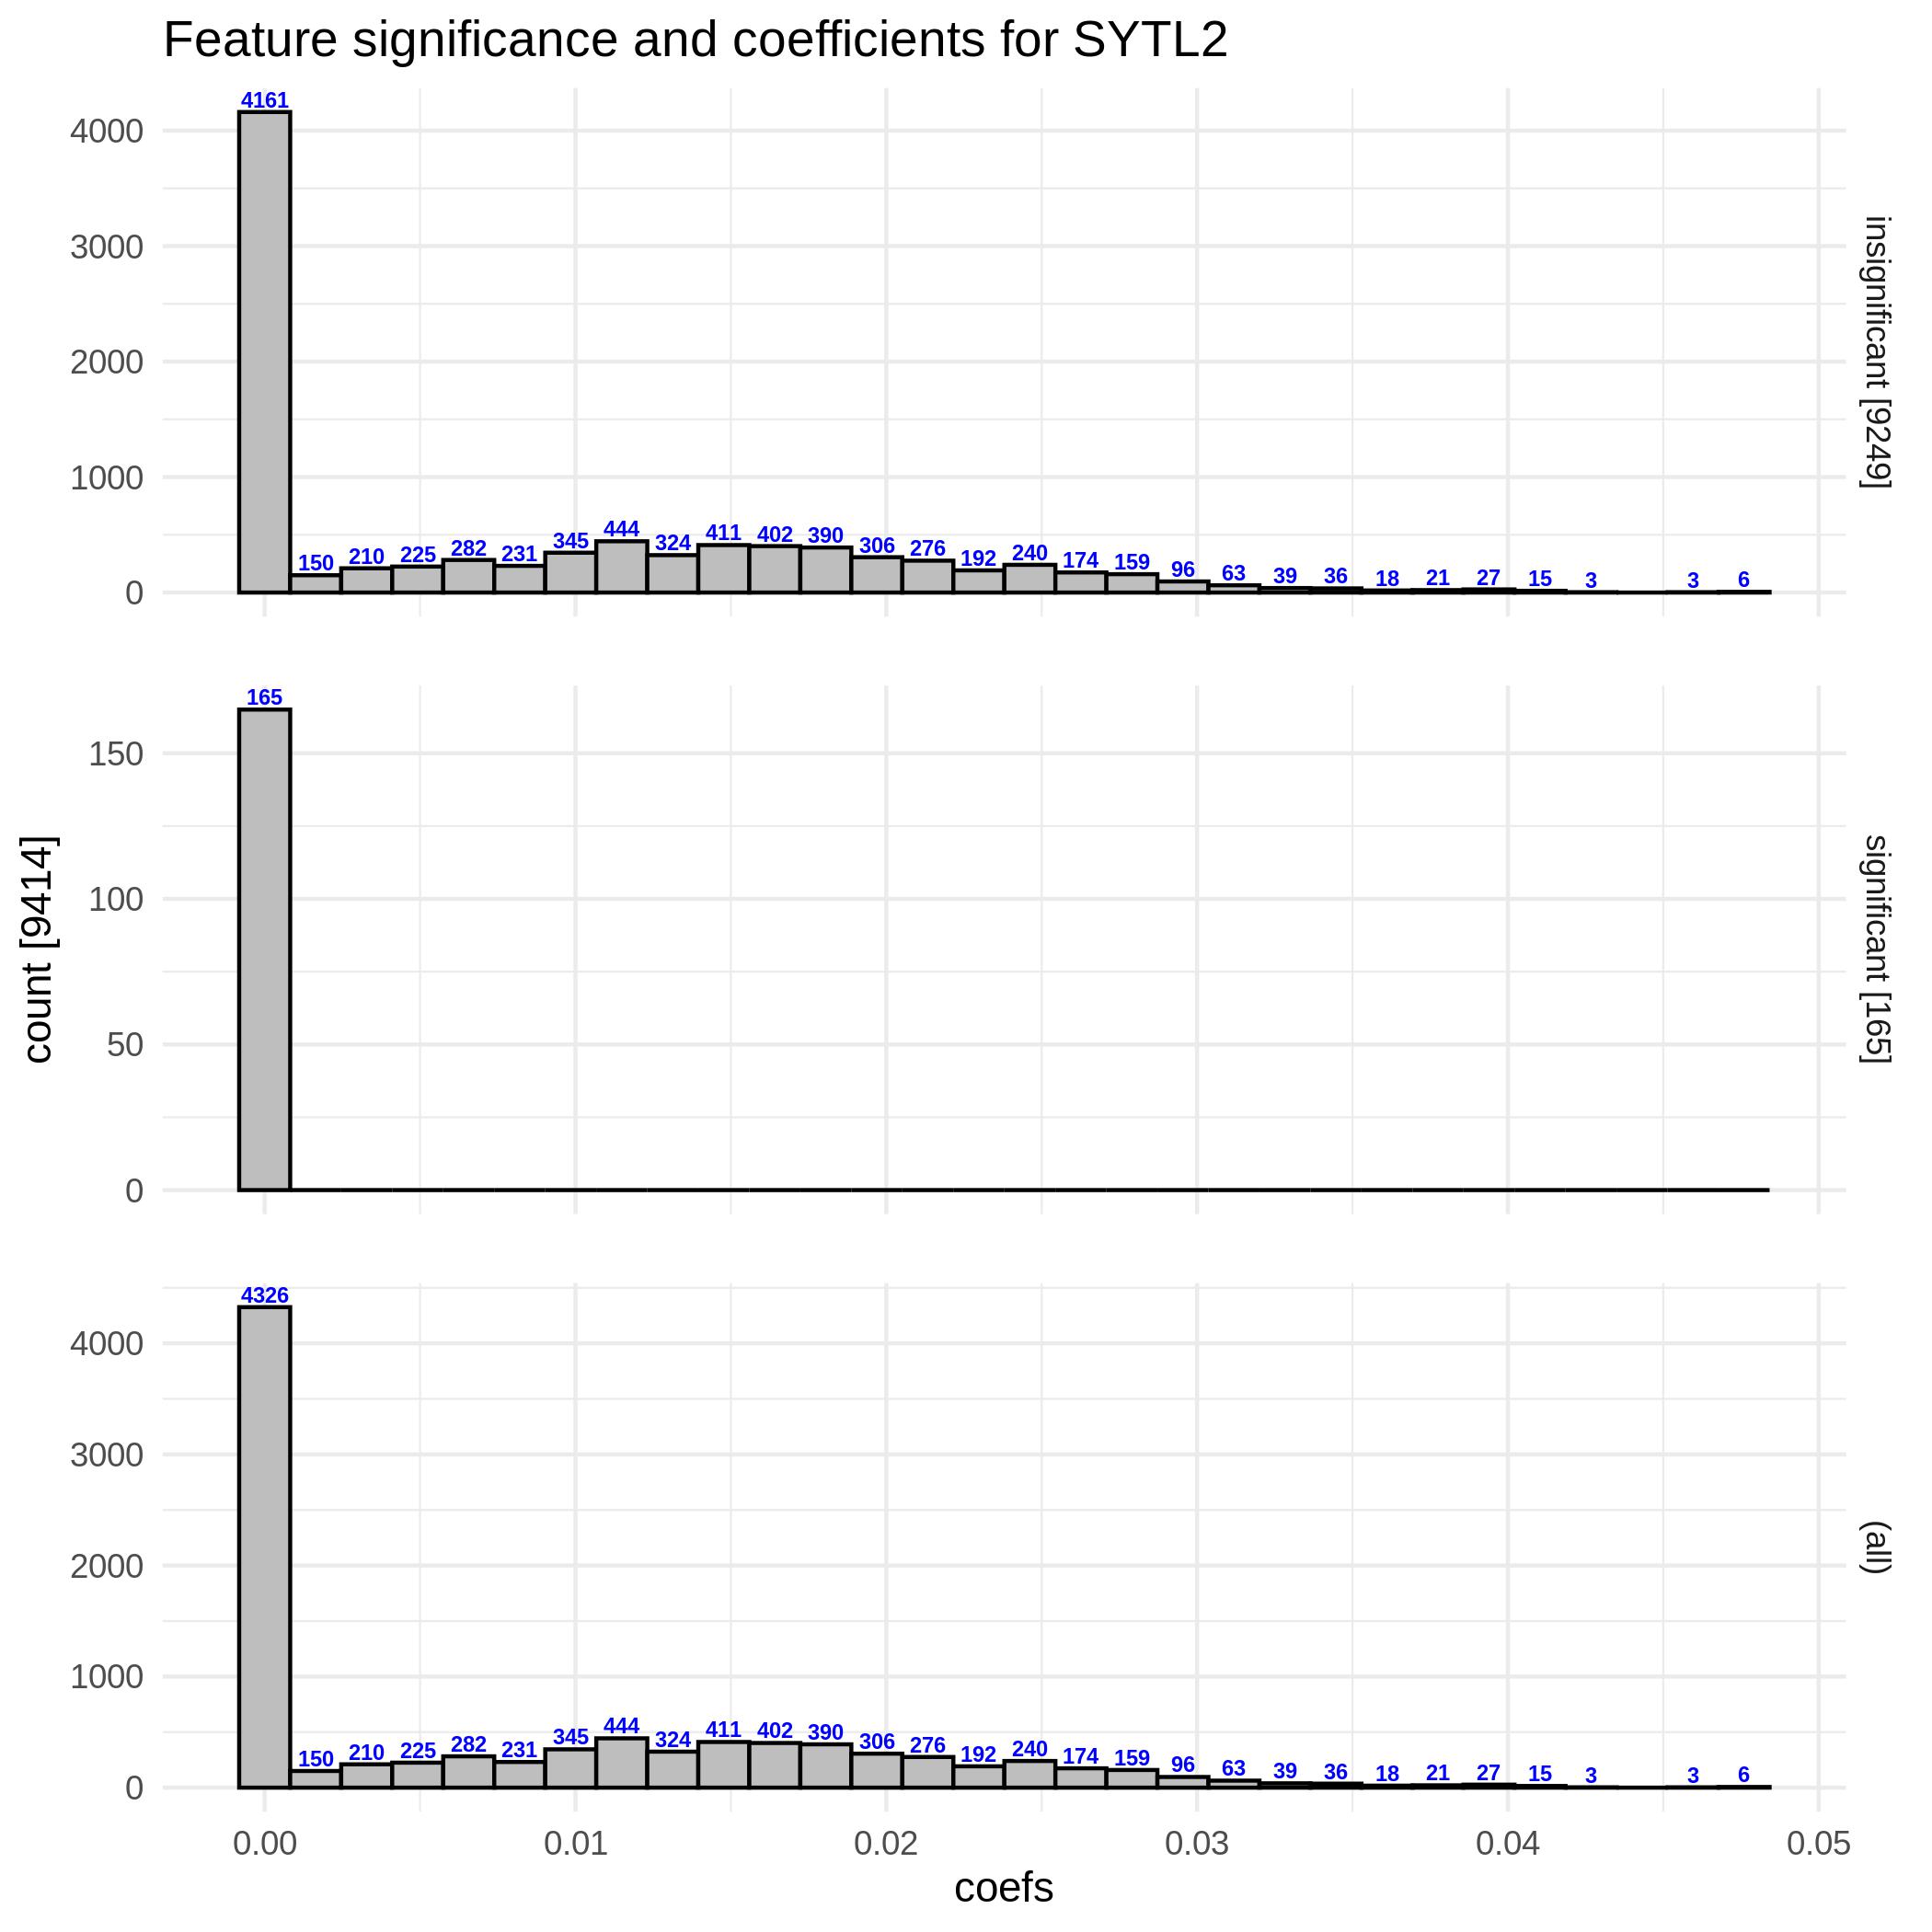 Feature significance and coefficients for SYTL2
4161
4000
3000
2000
1000
0
150 210 225 282 231 345 444 324 411 402 390 306 276 192 240 174 159 96 63 39 36 18 21 27 15 3 3 6
insignificant [9249]
165
150
100
50
0
significant [165]
count [9414]
4326
4000
3000
2000
1000
0
150 210 225 282 231 345 444 324 411 402 390 306 276 192 240 174 159 96 63 39 36 18 21 27 15 3 3 6
(all)
0.00 0.01 0.02 0.03 0.04 0.05
coefs